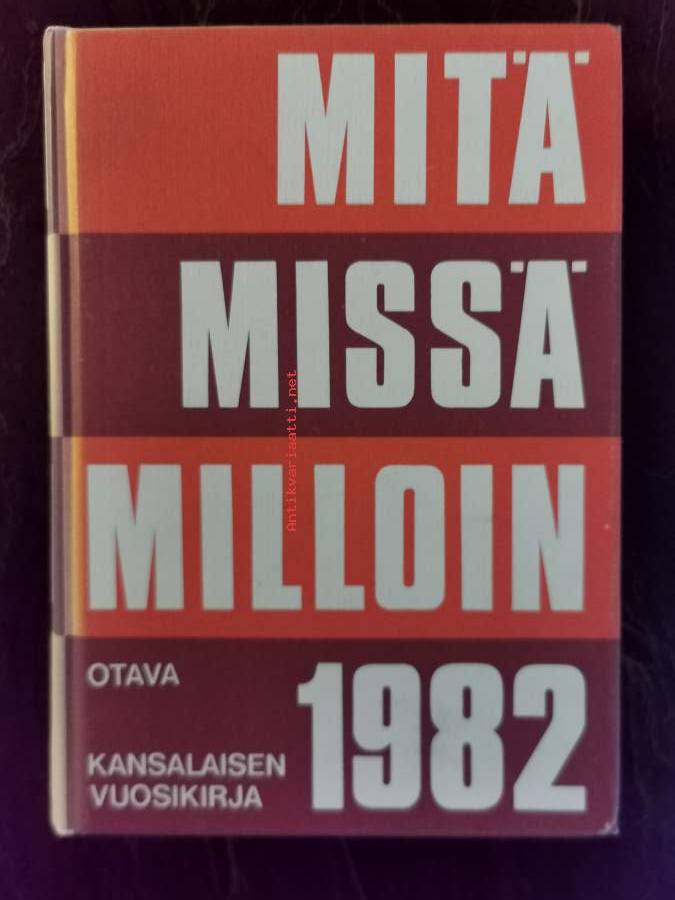 MITÄ
MISSÄ
MILLOIN
OTAVA
1982
KANSALAISEN
VUOSIKIRJA
Antikvariaatti.net